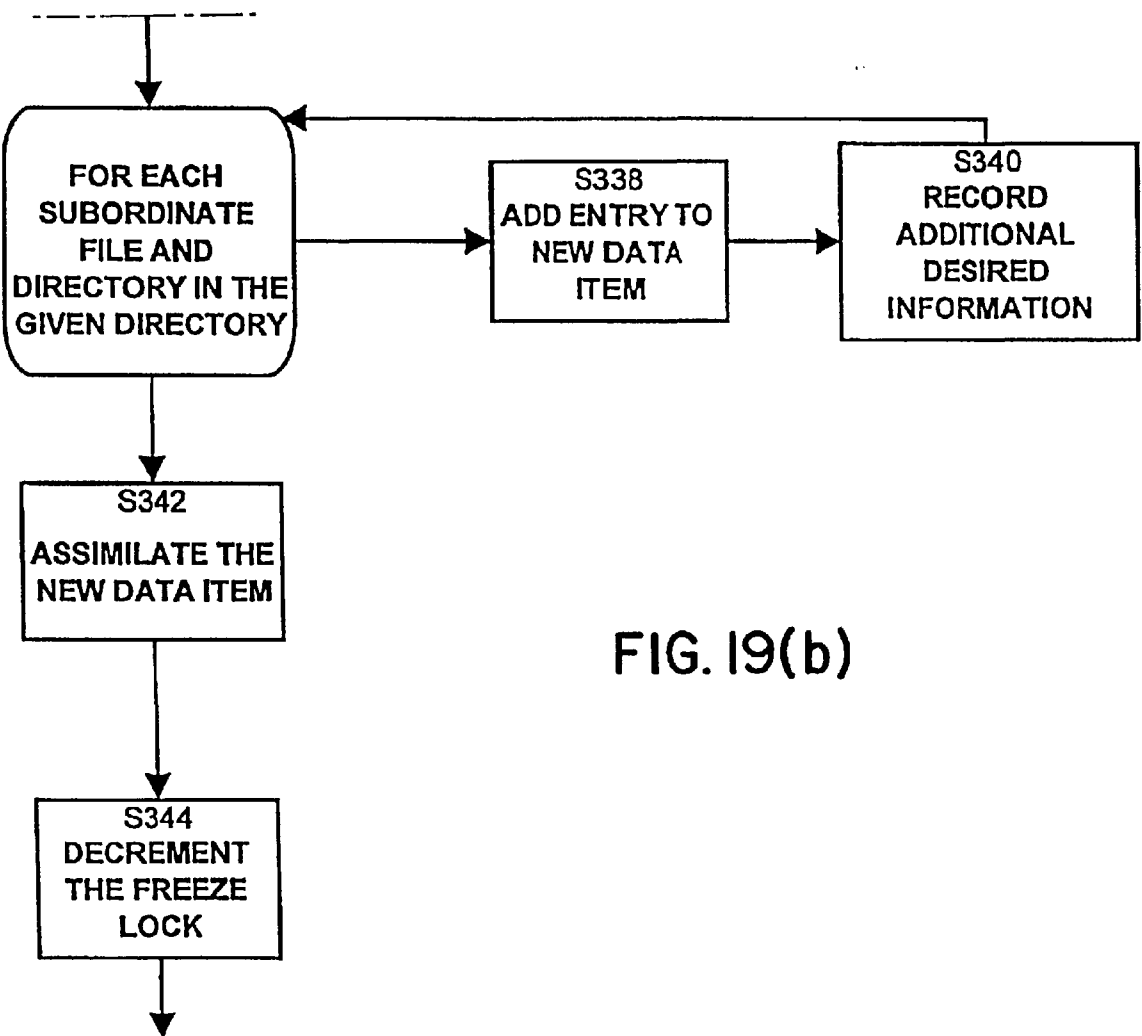 FOR EACH
SUBORDINATE
FILE AND
DIRECTORY IN THE
GIVEN DIRECTORY
S338
ADD ENTRY TO
NEW DATA
ITEM
S340
RECORD
ADDITIONAL
DESIRED
INFORMATION
S342
ASSIMILATE THE
NEW DATA ITEM
FIG. 19(b)
S344
DECREMENT
THE FREEZE
LOCK